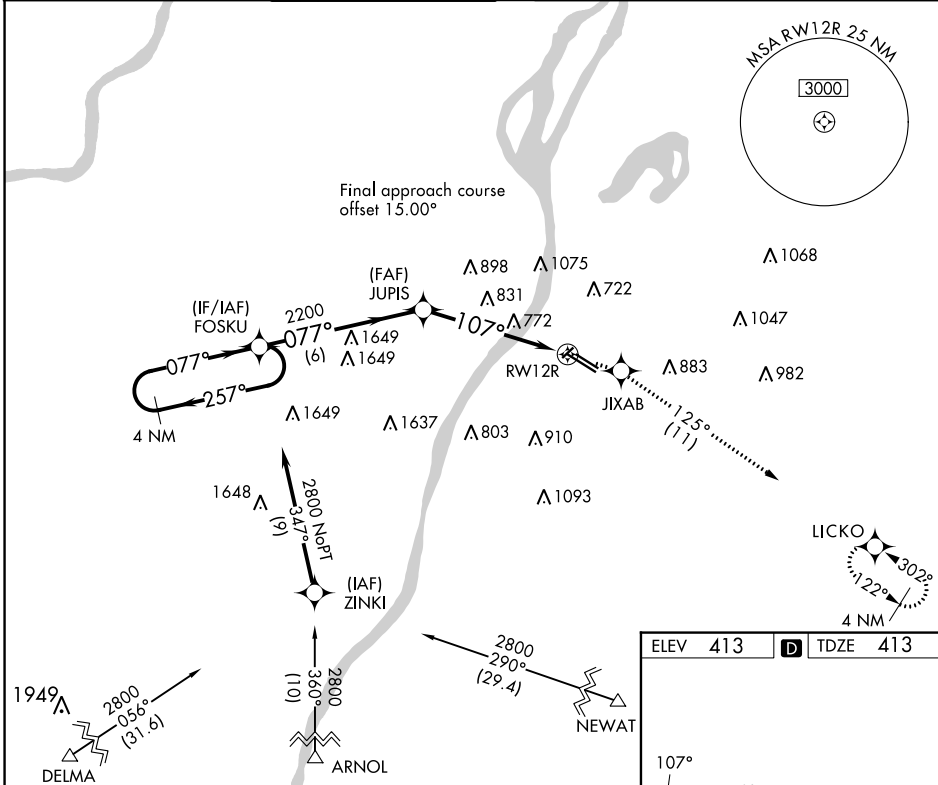 MSA RW12R 25 NM
3000
Final approach course
offset 15.00°
1068
898
1075
(FAF)
JUPIS
831
722
(IF/IAF)
FOSKU
2200
077°
(6)
107°
772
1047
1649
1649
077°
RW12R
883
982
257°
JIXAB
1649
1637
125°
(11)
4 NM
803
910
1648
2800 NoPT
347°
(9)
1093
LICKO
302°
122°
4 NM
(IAF)
ZINKI
ELEV 413
D
TDZE 413
2800
290°
(29.4)
2800
360°
(10)
1949
2800
056°
(31.6)
NEWAT
DELMA
ARNOL
107°